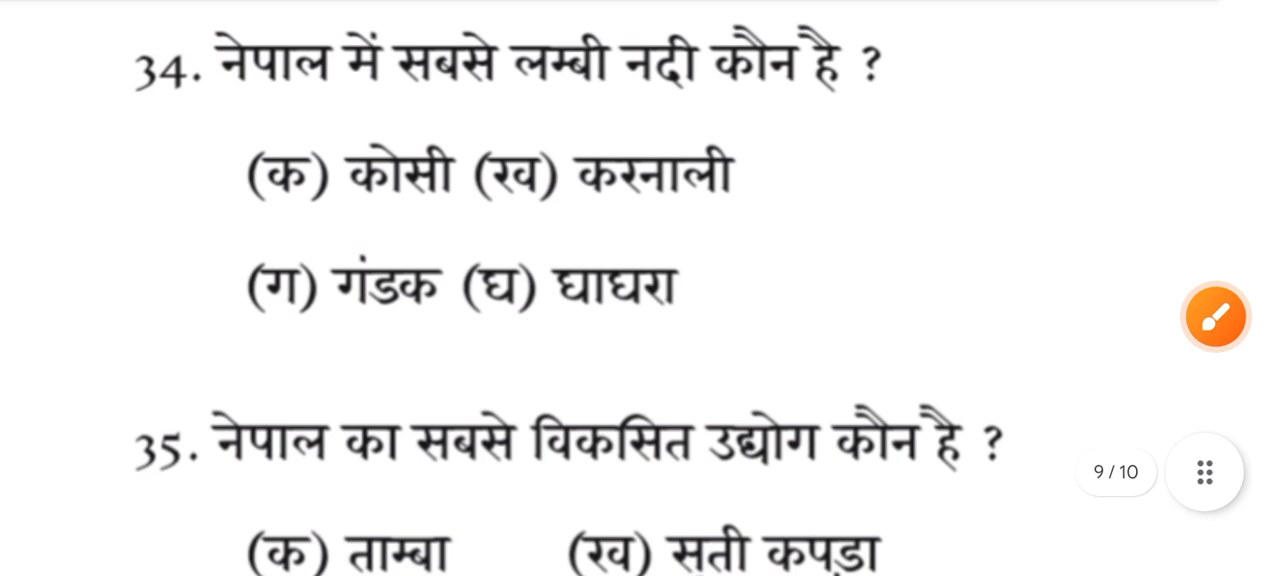 34. नेपाल में सबसे लम्बी नदी कौन है ?
(क) कोसी (ख) करनाली
(ग) गंडक (घ) घाघरा
35. नेपाल का सबसे विकसित उद्योग कौन है ?
9 / 10
(क) ताम्बा (ख) सूती कपड़ा